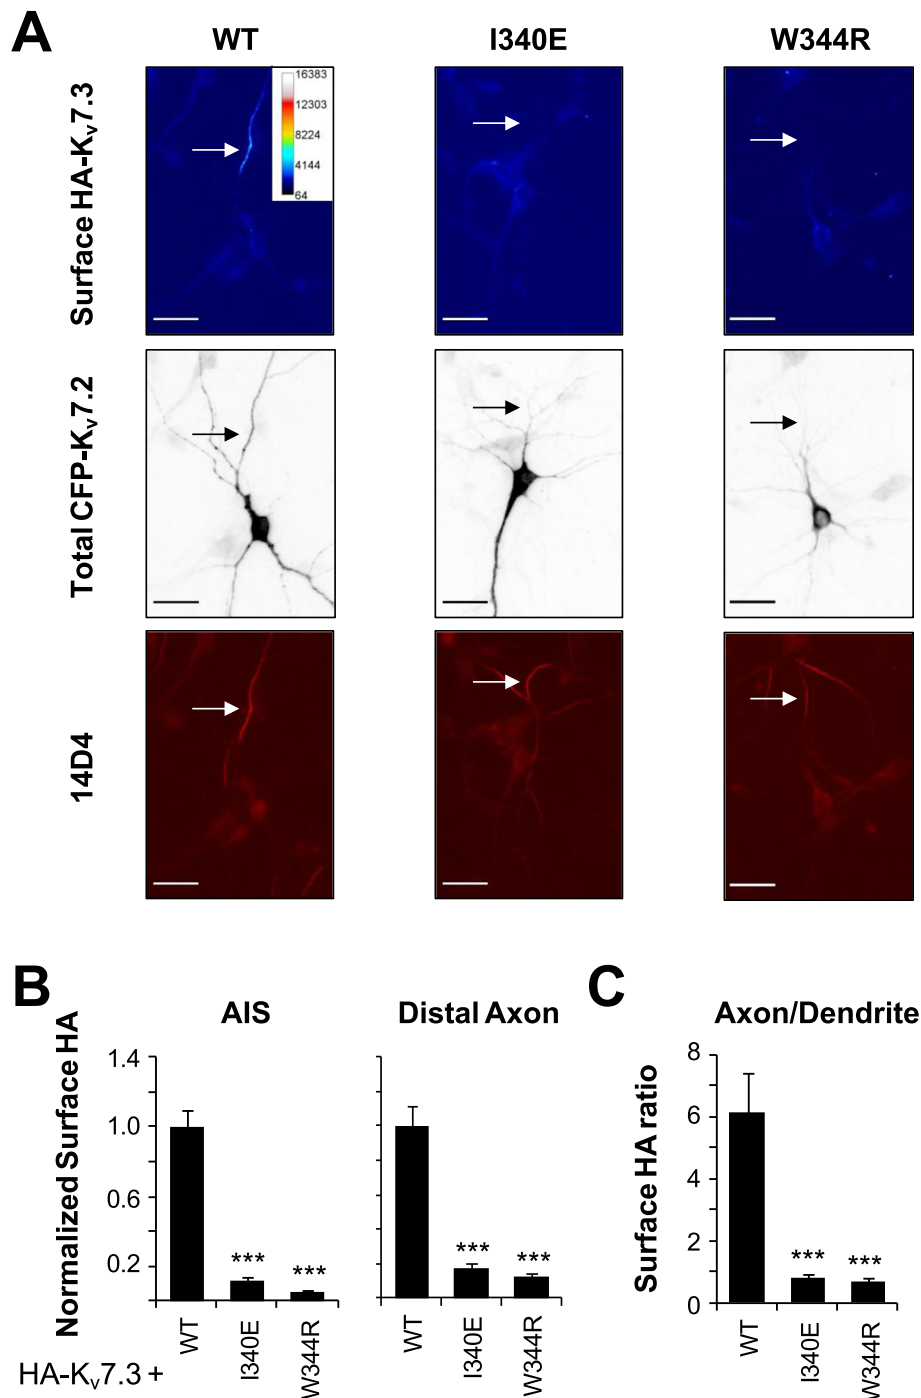 A
WT I340E W344R
Surface HA-Kv7.3
16383
12303
8224
4144
64
Total CFP-Kv7.2
14D4
B C
AIS Distal Axon Axon/Dendrite
Normalized Surface HA
1.4
1.0
0.6
0.2
*** ***
*** ***
Surface HA ratio
8
6
4
2
0
*** ***
WT I340E W344R
WT I340E W344R
WT I340E W344R
HA-Kv7.3 +